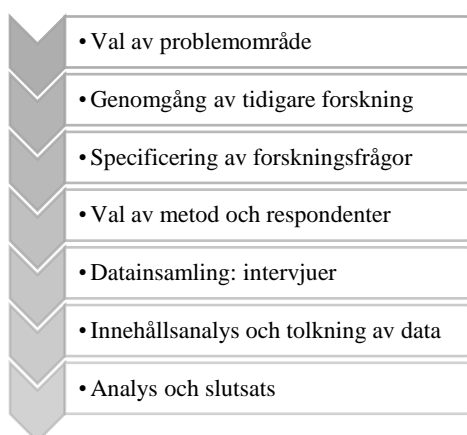 • Val av problemområde
• Genomgång av tidigare forskning
• Specificering av forskningsfrågor
• Val av metod och respondenter
• Datainsamling: intervjuer
• Innehållsanalys och tolkning av data
• Analys och slutsats